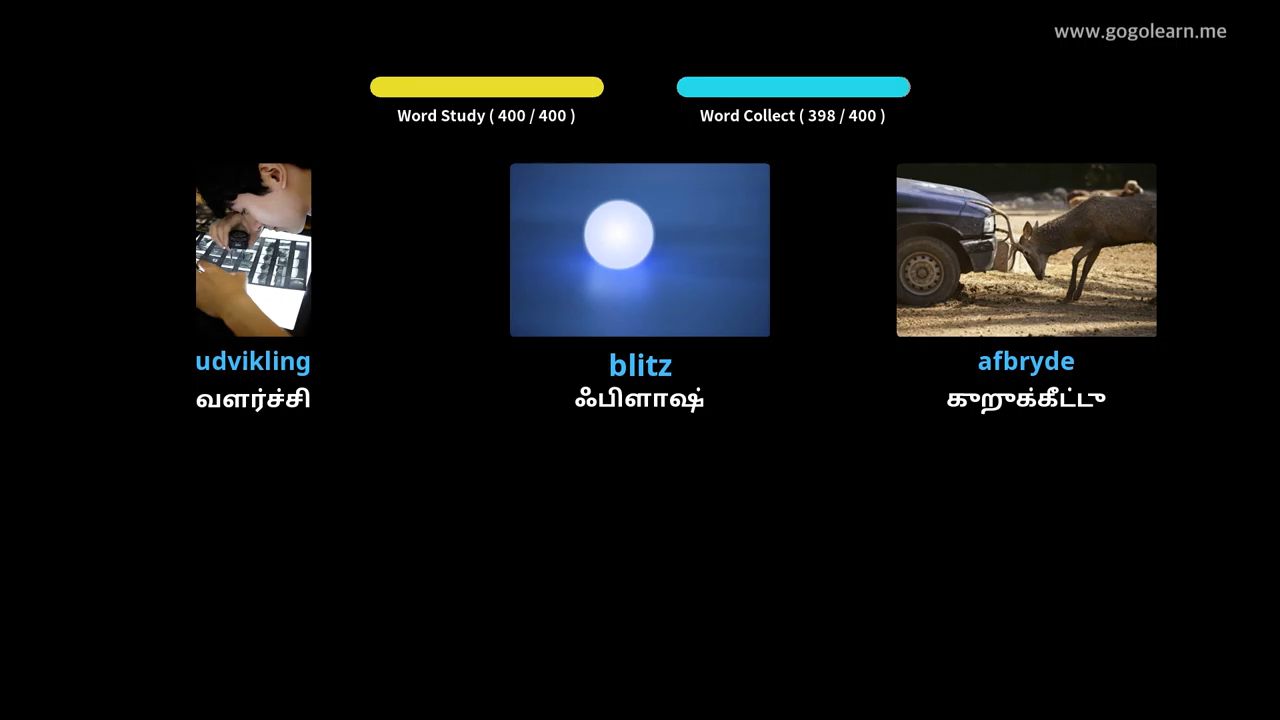 www.gogolearn.me
Word Study ( 400 / 400 )
Word Collect ( 398 / 400 )
udvikling
வளர்ச்சி
blitz
ஃபிளாஷ்
afbryde
குறுக்கீட்டு